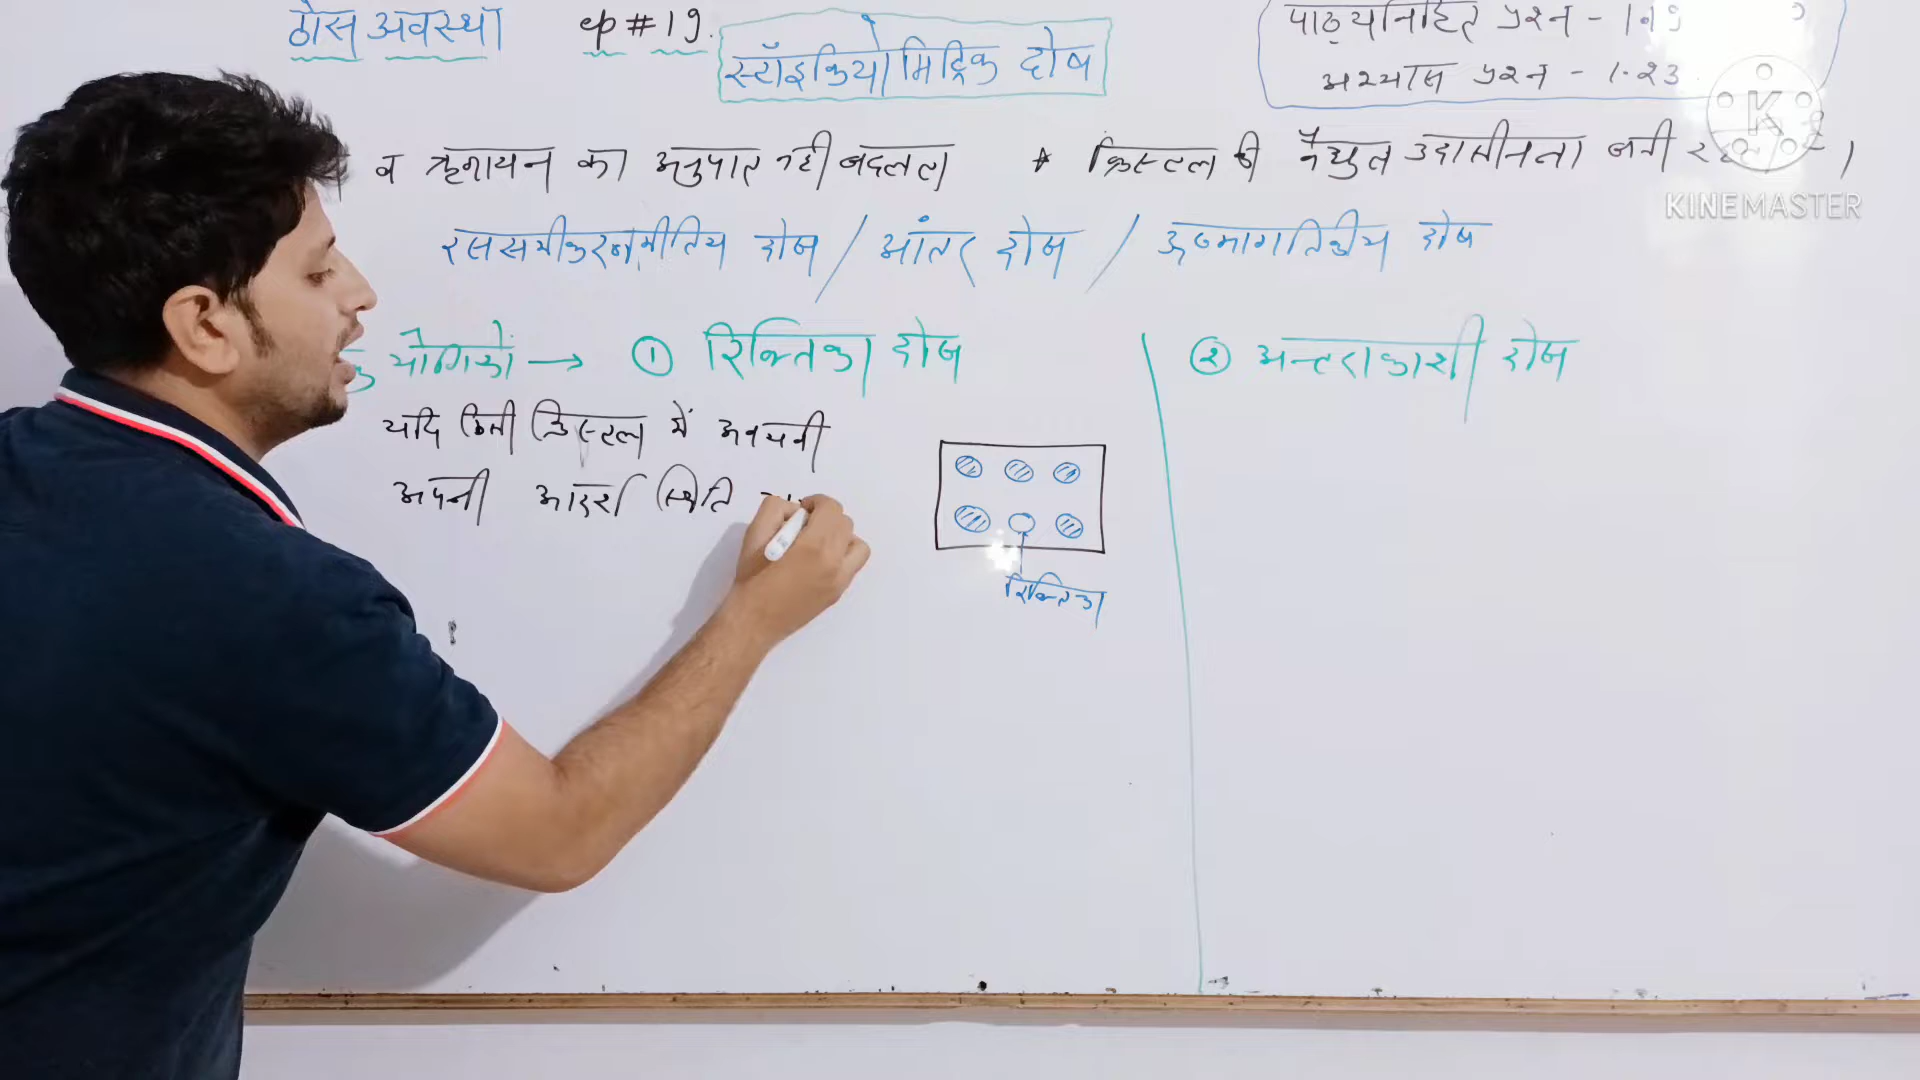 ठोस अवस्था ep # 19.
स्टॉइकियोमिट्रिक दोष
पाठ्यनिहित प्रश्न - 1.19
अभ्यास प्रश्न - 1.23
KINEMASTER
व ऋणायन का अनुपात नही बदलता * क्रिस्टल की वैद्युत उदासीनता बनी
रससमीकरणमीतिय दोष / आंतर दोष / ऊष्मागतिकीय दोष
यौगिको → ① रिक्तिका दोष
② अन्तराकाशी दोष
यदि किसी क्रिस्टल में अवयवी
अपनी आदर्श स्थिति
रिक्तिका